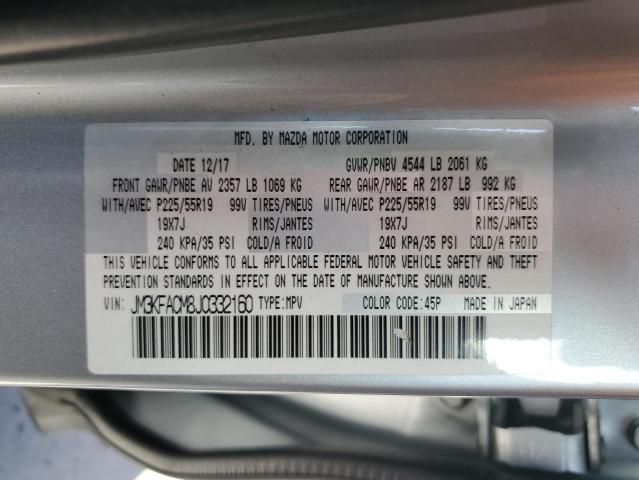 MFD. BY MAZDA MOTOR CORPORATION
DATE 12/17 GVWR/PNBV 4544 LB 2061 KG
FRONT GAWR/PNBE AV 2357 LB 1069 KG REAR GAWR/PNBE AR 2187 LB 992 KG
WITH/AVEC P225/55R19 99V TIRES/PNEUS WITH/AVEC P225/55R19 99V TIRES/PNEUS
19X7J RIMS/JANTES 19X7J RIMS/JANTES
240 KPA/35 PSI COLD/A FROID 240 KPA/35 PSI COLD/A FROID
THIS VEHICLE CONFORMS TO ALL APPLICABLE FEDERAL MOTOR VEHICLE SAFETY AND THEFT
PREVENTION STANDARDS IN EFFECT ON THE DATE OF MANUFACTURE SHOWN ABOVE.
VIN: JM3KFACM8J0332160 TYPE:MPV COLOR CODE:45P MADE IN JAPAN